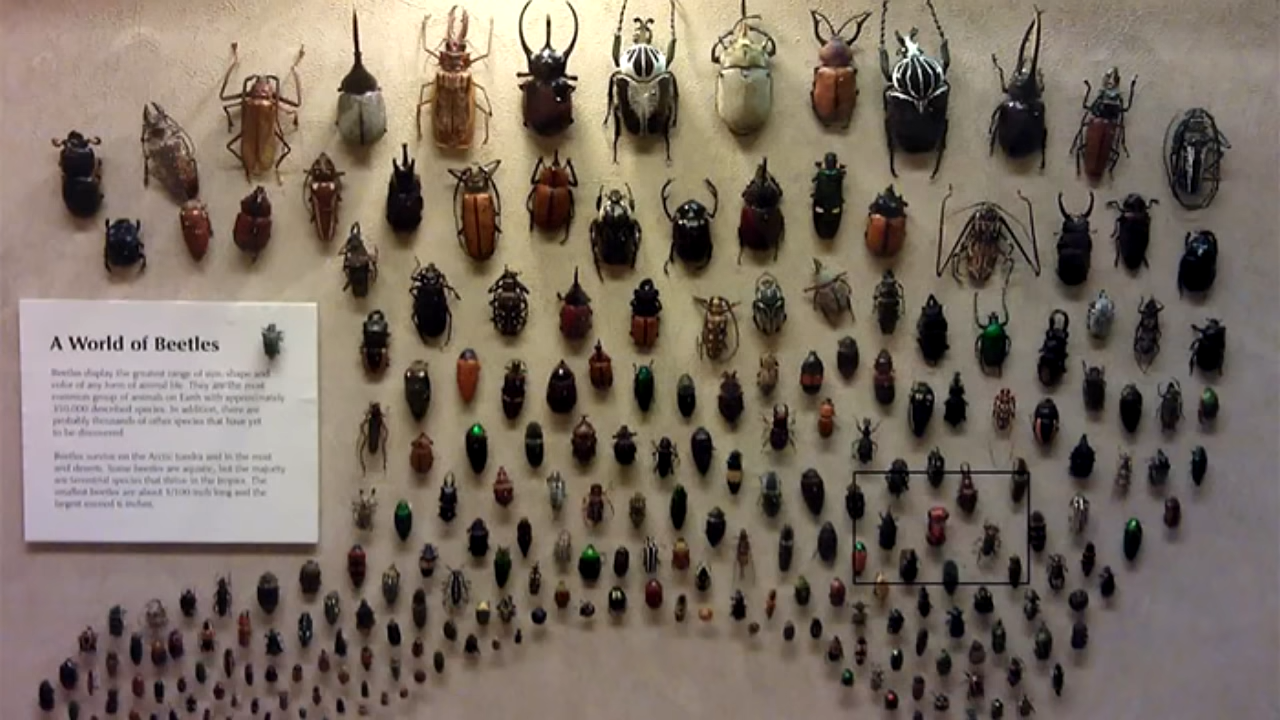 A World of Beetles
Beetles display the greatest range of size, shape and
color of any form of animal life. They are the most
common group of animals on Earth with approximately
350,000 described species. In addition, there are
probably thousands of other species that have yet
to be discovered
Beetles survive on the Arctic tundra and in the most
arid deserts. Some beetles are aquatic, but the majority
are terrestrial species that thrive in the tropics. The
smallest beetles are about 1/100 inch long and the
largest exceed 6 inches.